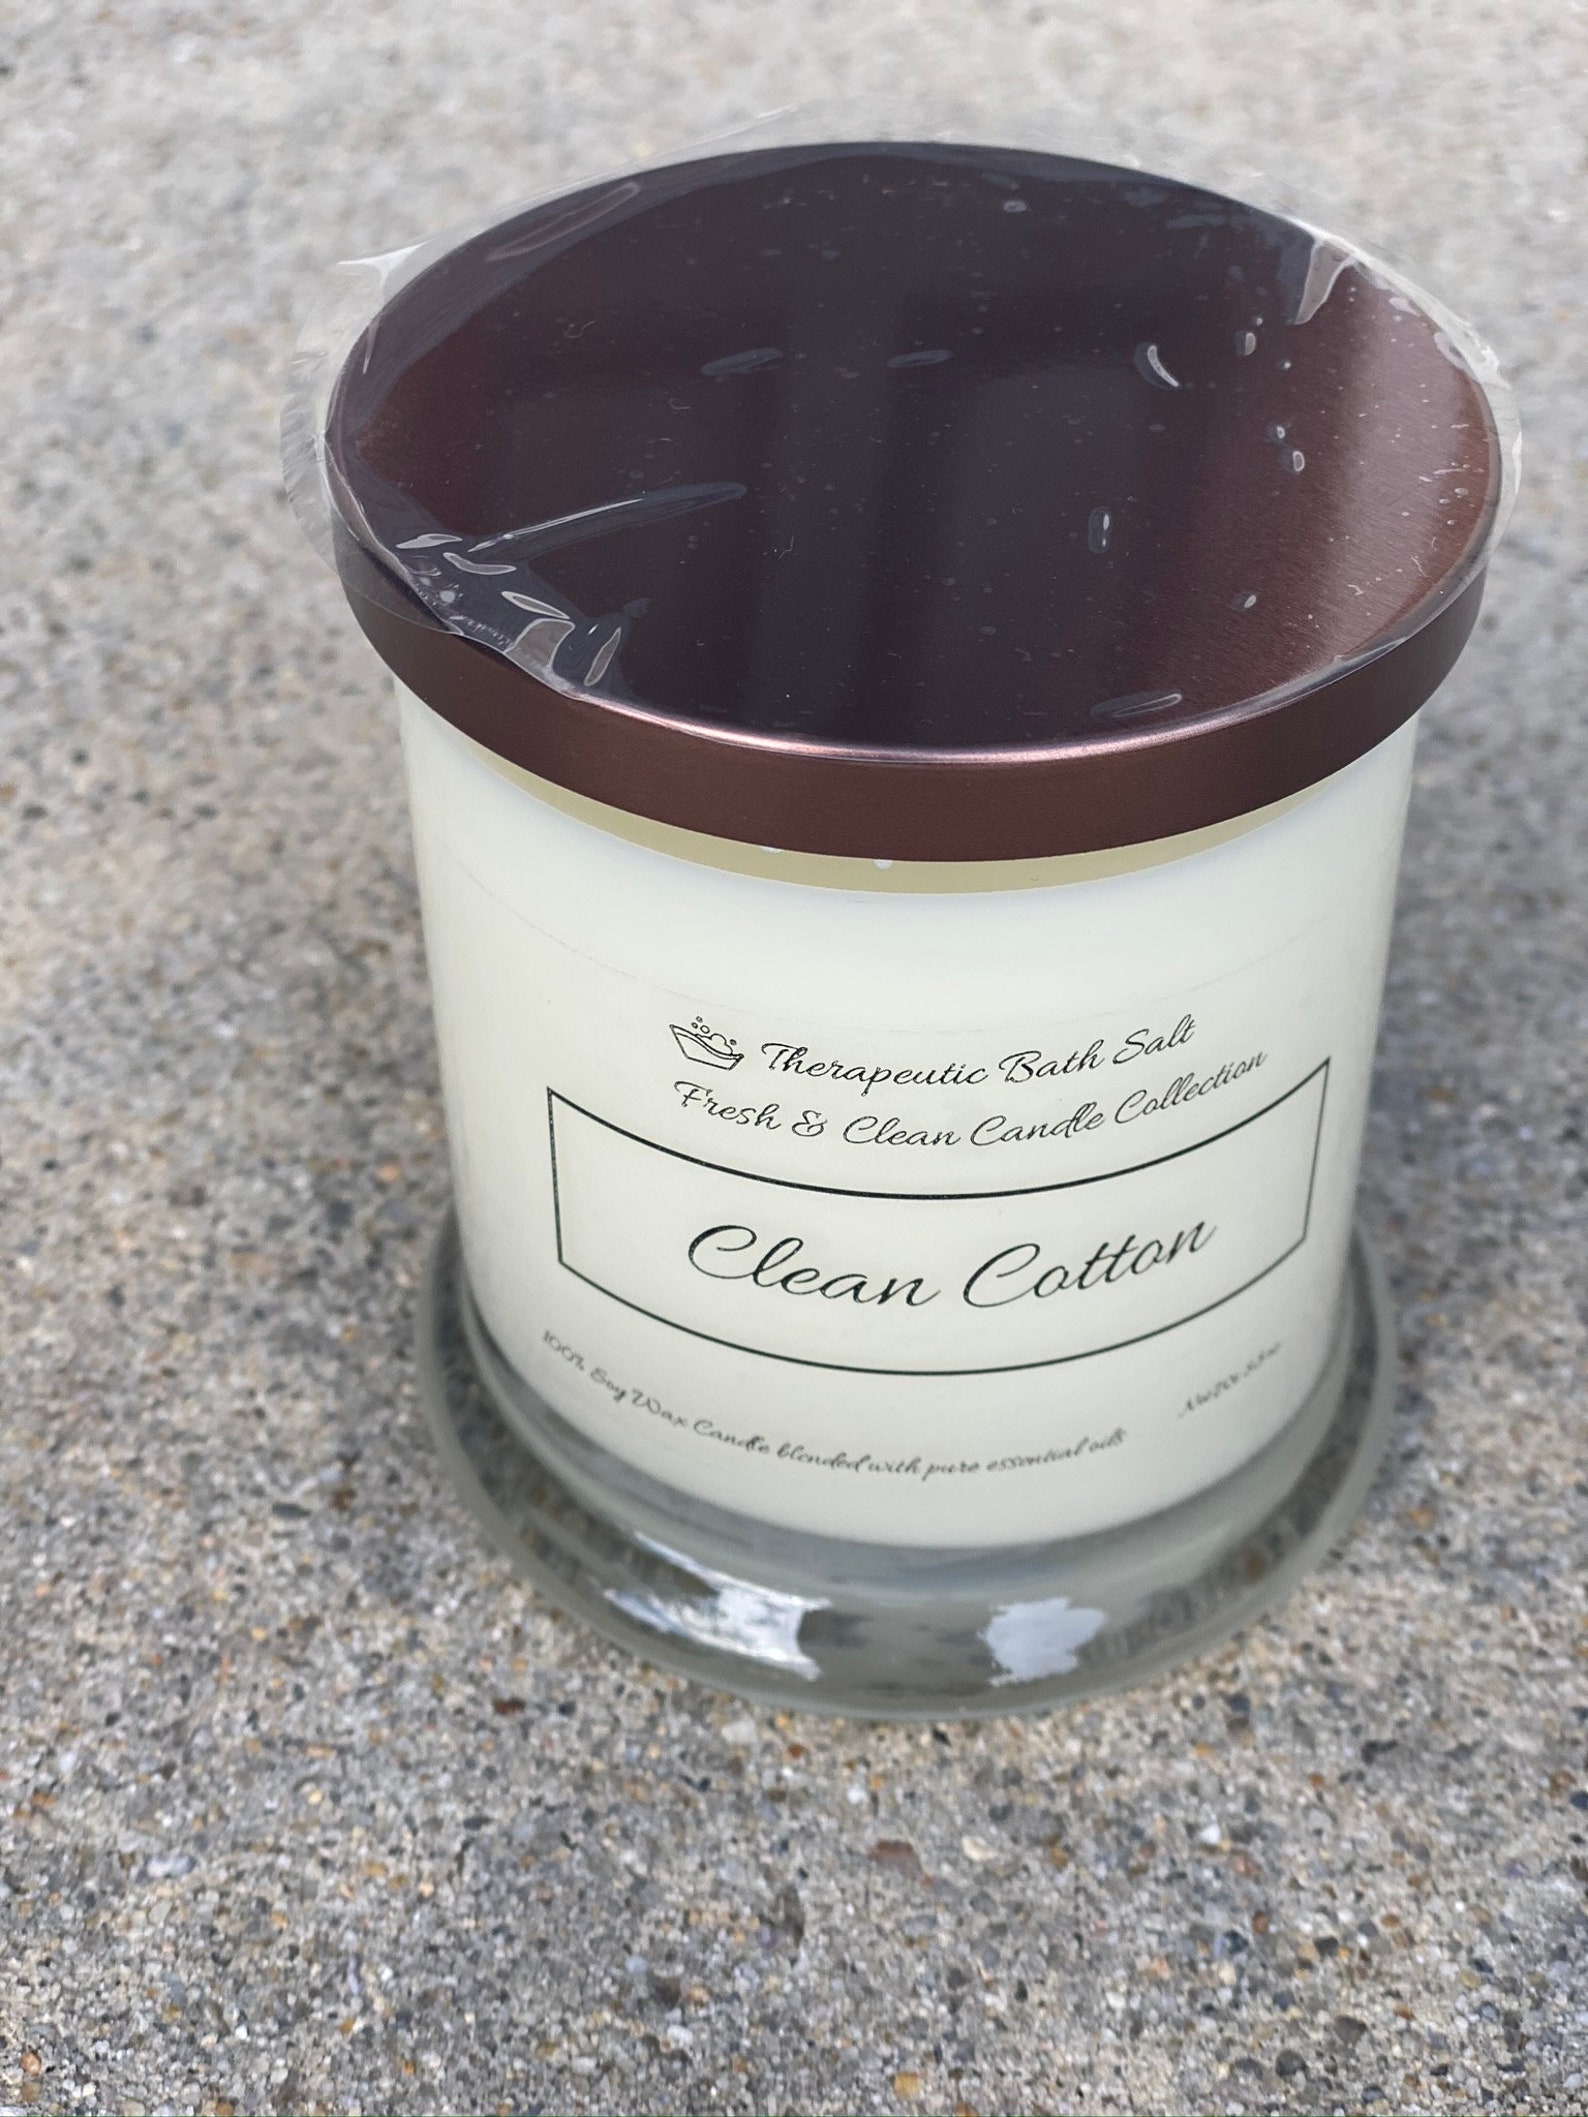 Therapeutic Bath Salt
Fresh & Clean Candle Collection
Clean Cotton
100% Soy Wax Candle blended with pure essential oils